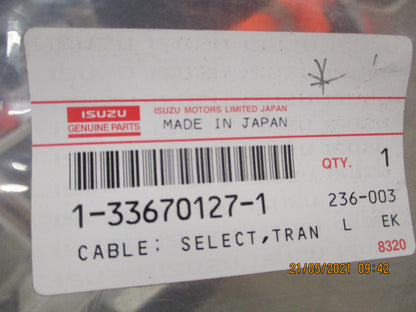 ISUZU
GENUINE PARTS
ISUZU MOTORS LIMITED JAPAN
MADE IN JAPAN
QTY. 1
1-33670127-1 236-003
CABLE: SELECT,TRAN L EK
8320
21/05/2021 09:42